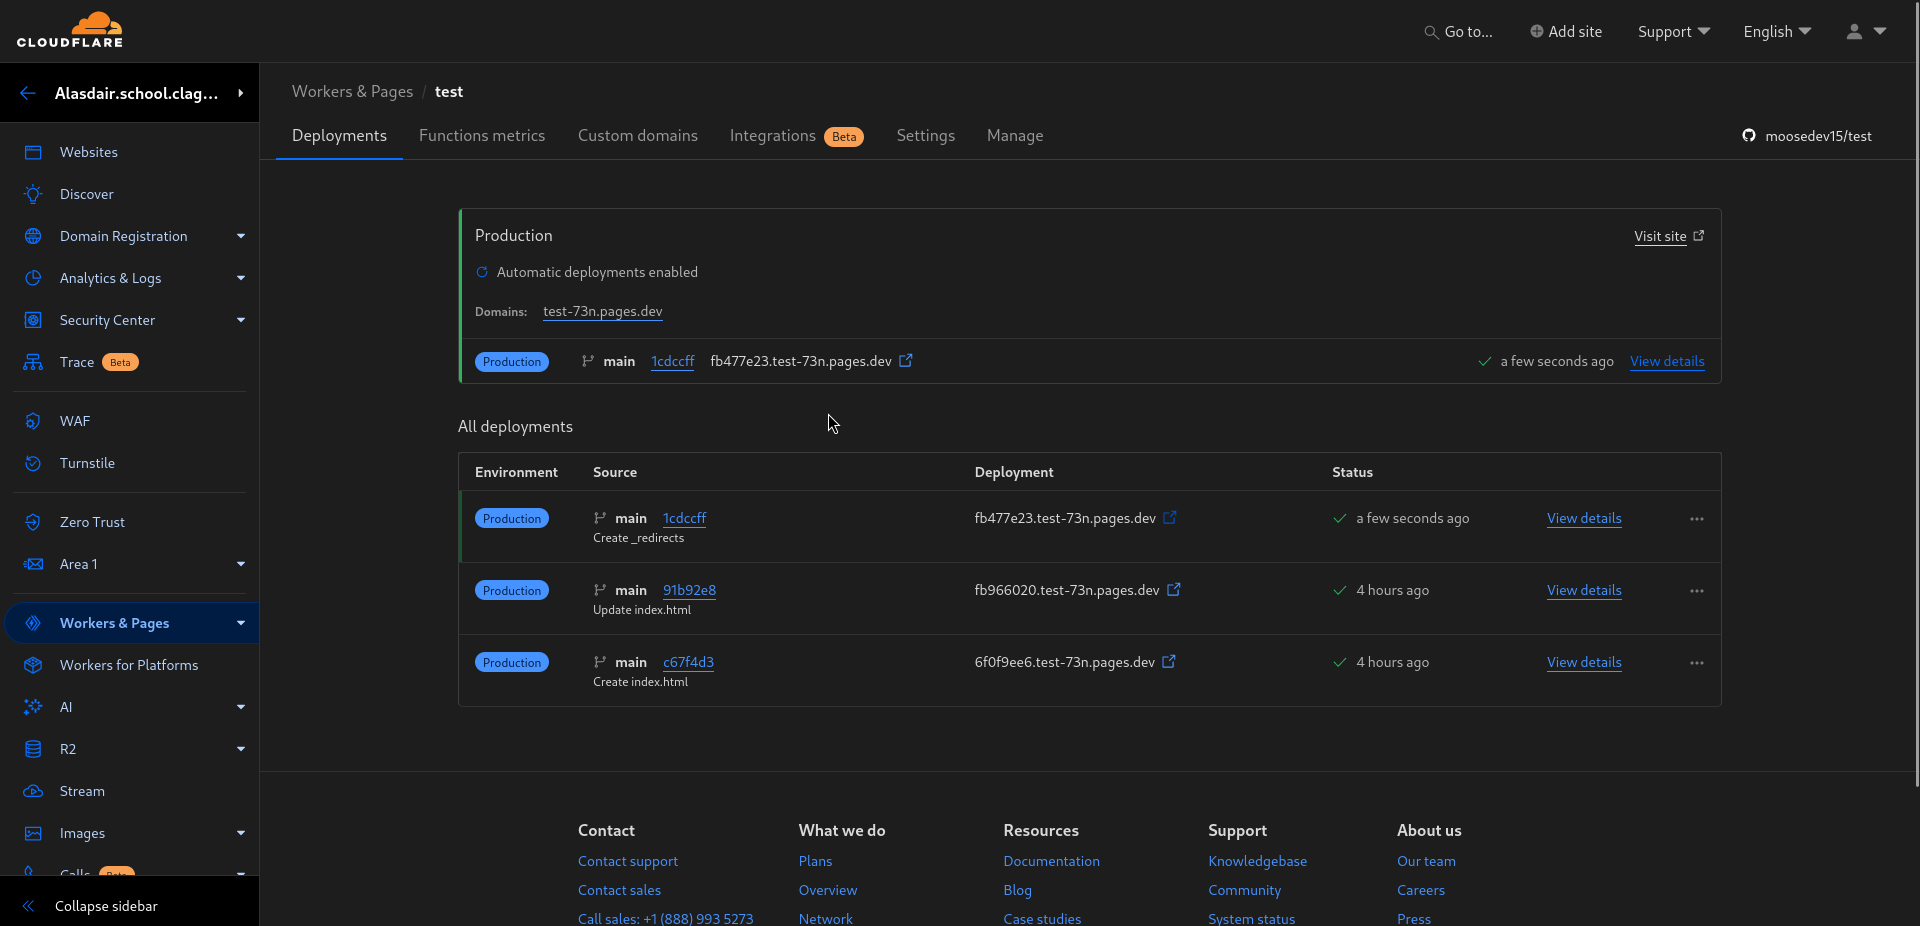 CLOUDFLARE
Go to...
Add site
Support
English
Alasdair.school.clag...
Websites
Discover
Domain Registration
Analytics & Logs
Security Center
Trace Beta
WAF
Turnstile
Zero Trust
Area 1
Workers & Pages
Workers for Platforms
AI
R2
Stream
Images
Calls Beta
Collapse sidebar
Workers & Pages / test
Deployments Functions metrics Custom domains Integrations Beta Settings Manage
moosedev15/test
Production
Visit site
Automatic deployments enabled
Domains: test-73n.pages.dev
Production main 1cdccff fb477e23.test-73n.pages.dev a few seconds ago View details
All deployments
Environment Source Deployment Status
Production main 1cdccff fb477e23.test-73n.pages.dev a few seconds ago View details ...
Create _redirects
Production main 91b92e8 fb966020.test-73n.pages.dev 4 hours ago View details ...
Update index.html
Production main c67f4d3 6f0f9ee6.test-73n.pages.dev 4 hours ago View details ...
Create index.html
Contact What we do Resources Support About us
Contact support Plans Documentation Knowledgebase Our team
Contact sales Overview Blog Community Careers
Call sales: +1 (888) 993 5273 Network Case studies System status Press